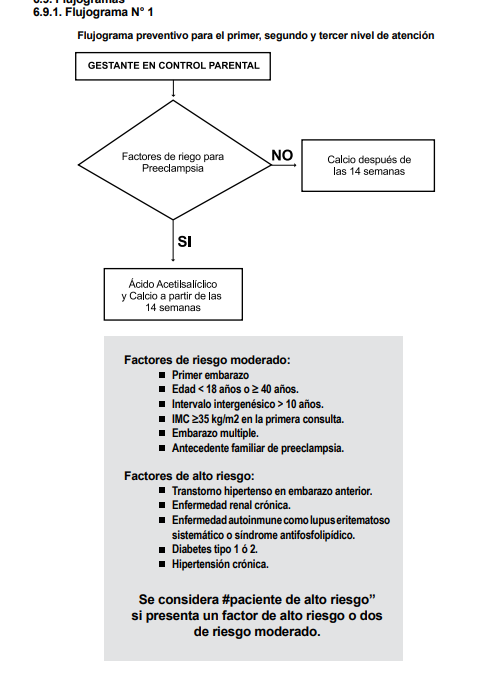 6.9. Flujogramas
6.9.1. Flujograma N° 1
Flujograma preventivo para el primer, segundo y tercer nivel de atención
GESTANTE EN CONTROL PARENTAL
Factores de riego para
Preeclampsia
NO
Calcio después de
las 14 semanas
SI
Ácido Acetilsalíclico
y Calcio a partir de las
14 semanas
Factores de riesgo moderado:
■ Primer embarazo
■ Edad < 18 años o ≥ 40 años.
■ Intervalo intergenésico > 10 años.
■ IMC ≥35 kg/m2 en la primera consulta.
■ Embarazo multiple.
■ Antecedente familiar de preeclampsia.
Factores de alto riesgo:
■ Transtorno hipertenso en embarazo anterior.
■ Enfermedad renal crónica.
■ Enfermedad autoinmune como lupus eritematoso
sistemático o síndrome antifosfolipídico.
■ Diabetes tipo 1 ó 2.
■ Hipertensión crónica.
Se considera #paciente de alto riesgo”
si presenta un factor de alto riesgo o dos
de riesgo moderado.